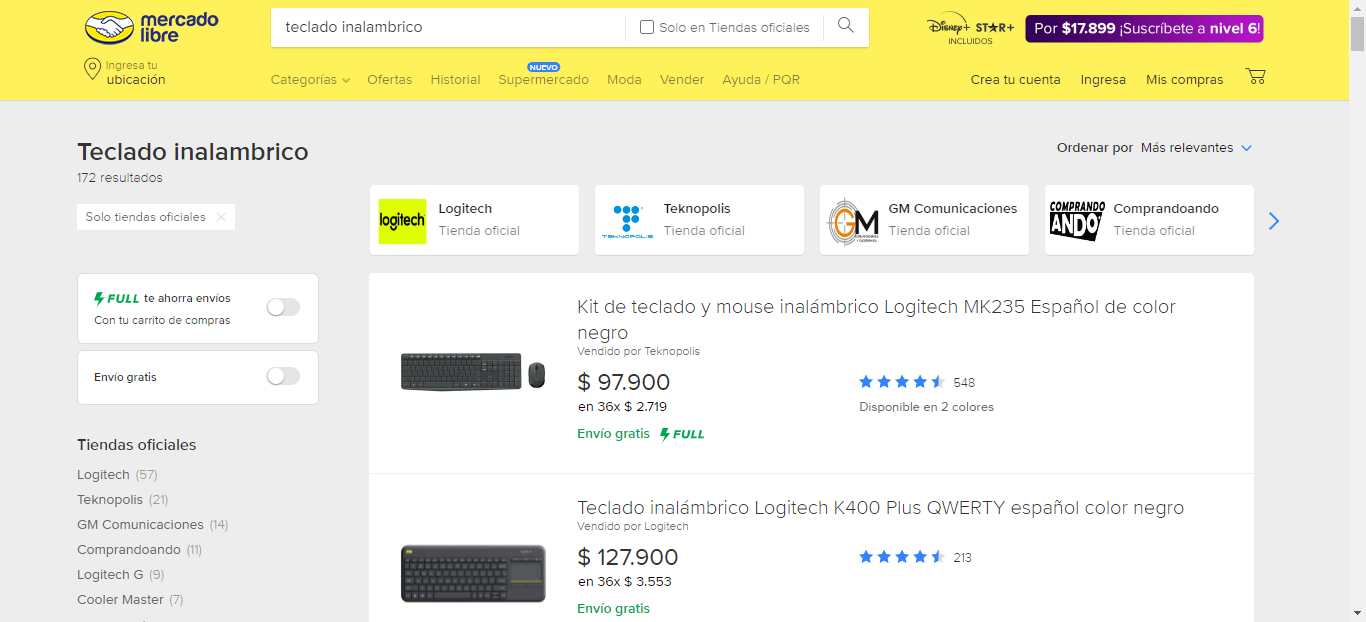 mercado
libre
teclado inalambrico
Solo en Tiendas oficiales
Disney+ STAR+
INCLUIDOS
Por $17.899 ¡Suscríbete a nivel 6!
Ingresa tu
ubicación
NUEVO
Categorías Ofertas Historial Supermercado Moda Vender Ayuda / PQR
Crea tu cuenta Ingresa Mis compras
Teclado inalambrico
172 resultados
Solo tiendas oficiales
Ordenar por Más relevantes
logitech
Logitech
Tienda oficial
TEKNOPOLIS
Teknopolis
Tienda oficial
GM
GM Comunicaciones
Tienda oficial
COMPRANDO
ANDO
Comprandoando
Tienda oficial
FULL te ahorra envíos
Con tu carrito de compras
Envío gratis
Tiendas oficiales
Logitech (57)
Teknopolis (21)
GM Comunicaciones (14)
Comprandoando (11)
Logitech G (9)
Cooler Master (7)
Kit de teclado y mouse inalámbrico Logitech MK235 Español de color
negro
Vendido por Teknopolis
$ 97.900
en 36x $ 2.719
Envío gratis FULL
548
Disponible en 2 colores
Teclado inalámbrico Logitech K400 Plus QWERTY español color negro
Vendido por Logitech
$ 127.900
en 36x $ 3.553
Envío gratis
213